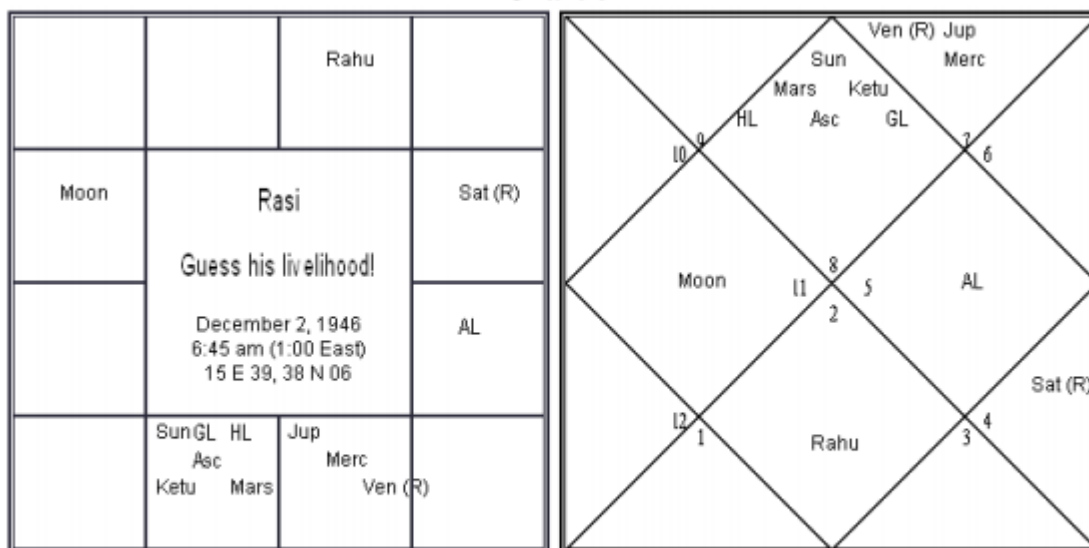 Rahu
Moon
Rasi
Sat (R)
Guess his livelihood!
December 2, 1946
6:45 am (1:00 East)
15 E 39, 38 N 06
AL
Sun GL HL
Asc
Ketu Mars
Jup
Merc
Ven (R)
Ven (R) Jup
Merc
Sun
Mars Ketu
HL Asc GL
9
10
7
6
Moon
8
11 5
2
AL
Sat (R)
12
1
4
3
Rahu